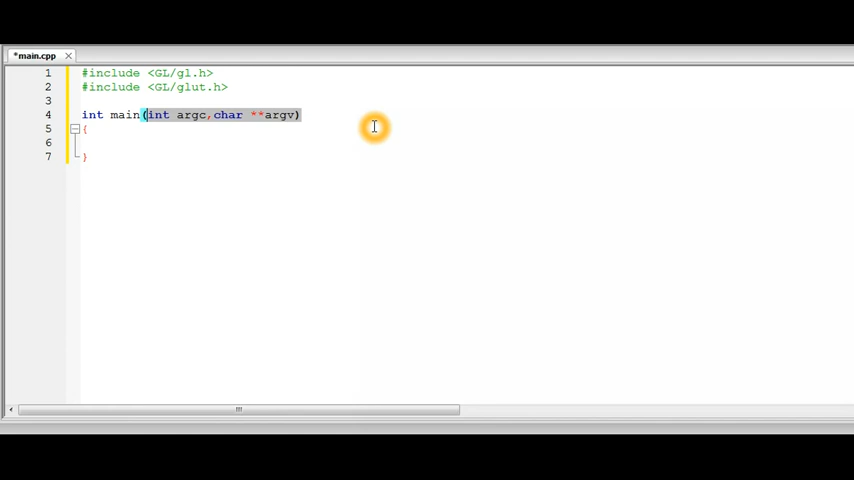 *main.cpp
1 #include <GL/gl.h>
2 #include <GL/glut.h>
3
4 int main(int argc,char **argv)
5 {
6
7 }